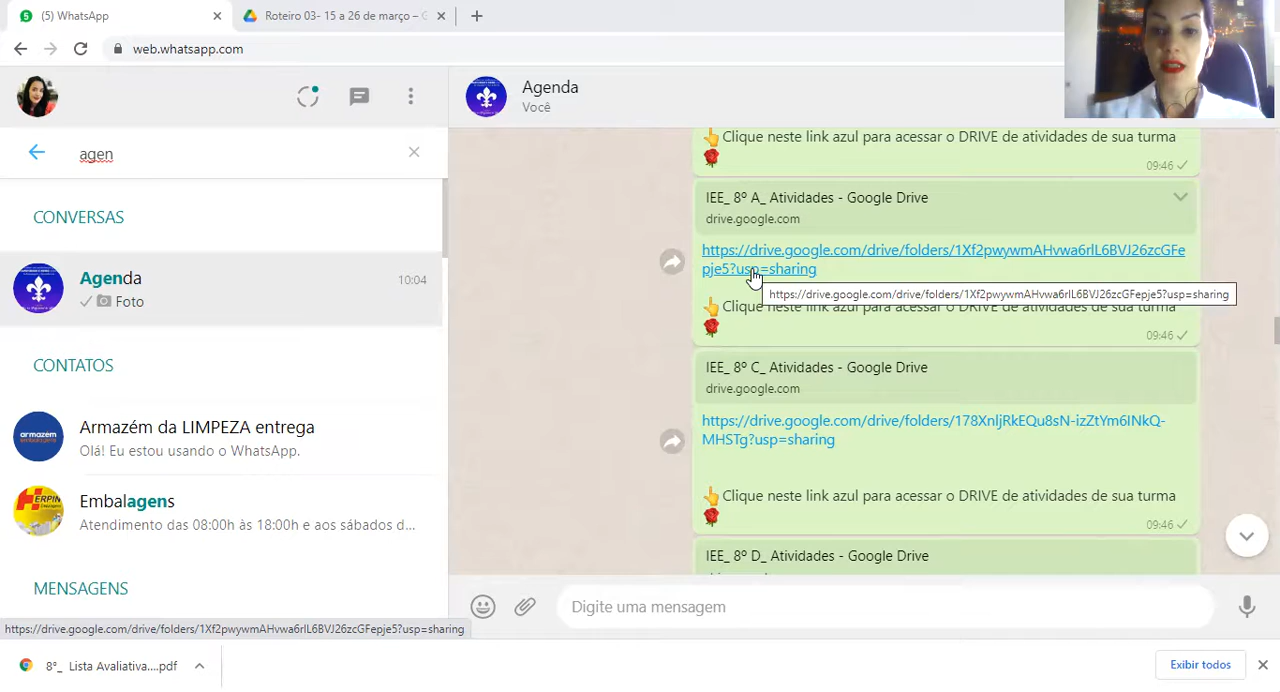 (5) WhatsApp
Roteiro 03- 15 a 26 de março – G
web.whatsapp.com
agen
CONVERSAS
Agenda
10:04
Foto
CONTATOS
Armazém da LIMPEZA entrega
Olá! Eu estou usando o WhatsApp.
Embalagens
Atendimento das 08:00h às 18:00h e aos sábados d...
MENSAGENS
https://drive.google.com/drive/folders/1Xf2pwywmAHvwa6rlL6BVJ26zcGFepje5?usp=sharing
Agenda
Você
👆Clique neste link azul para acessar o DRIVE de atividades de sua turma
🌹
09:46
IEE_ 8º A_ Atividades - Google Drive
drive.google.com
https://drive.google.com/drive/folders/1Xf2pwywmAHvwa6rlL6BVJ26zcGFe
pje5?usp=sharing
https://drive.google.com/drive/folders/1Xf2pwywmAHvwa6rlL6BVJ26zcGFepje5?usp=sharing
👆Clique neste link azul para acessar o DRIVE de atividades de sua turma
🌹
09:46
IEE_ 8º C_ Atividades - Google Drive
drive.google.com
https://drive.google.com/drive/folders/178XnljRkEQu8sN-izZtYm6INkQ-
MHSTg?usp=sharing
👆Clique neste link azul para acessar o DRIVE de atividades de sua turma
🌹
09:46
IEE_ 8º D_ Atividades - Google Drive
Digite uma mensagem
8°_ Lista Avaliativa....pdf
Exibir todos